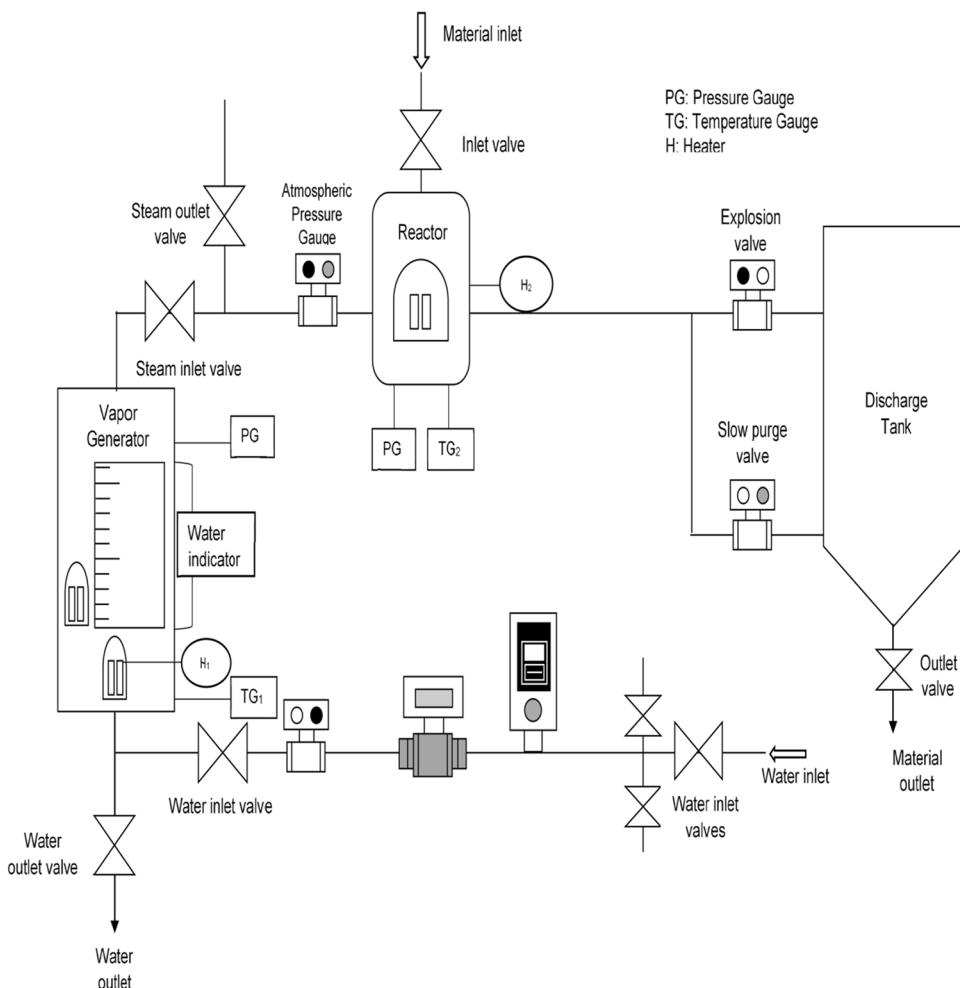 Material inlet
PG: Pressure Gauge
TG: Temperature Gauge
H: Heater
Inlet valve
Steam outlet
valve
Atmospheric
Pressure
Gauge
Reactor
Explosion
valve
H2
Steam inlet valve
Vapor
Generator
PG
PG
TG2
Discharge
Tank
Slow purge
valve
Water
indicator
H1
TG1
Outlet
valve
Material
outlet
Water inlet
Water inlet valve
Water inlet
valves
Water
outlet valve
Water
outlet